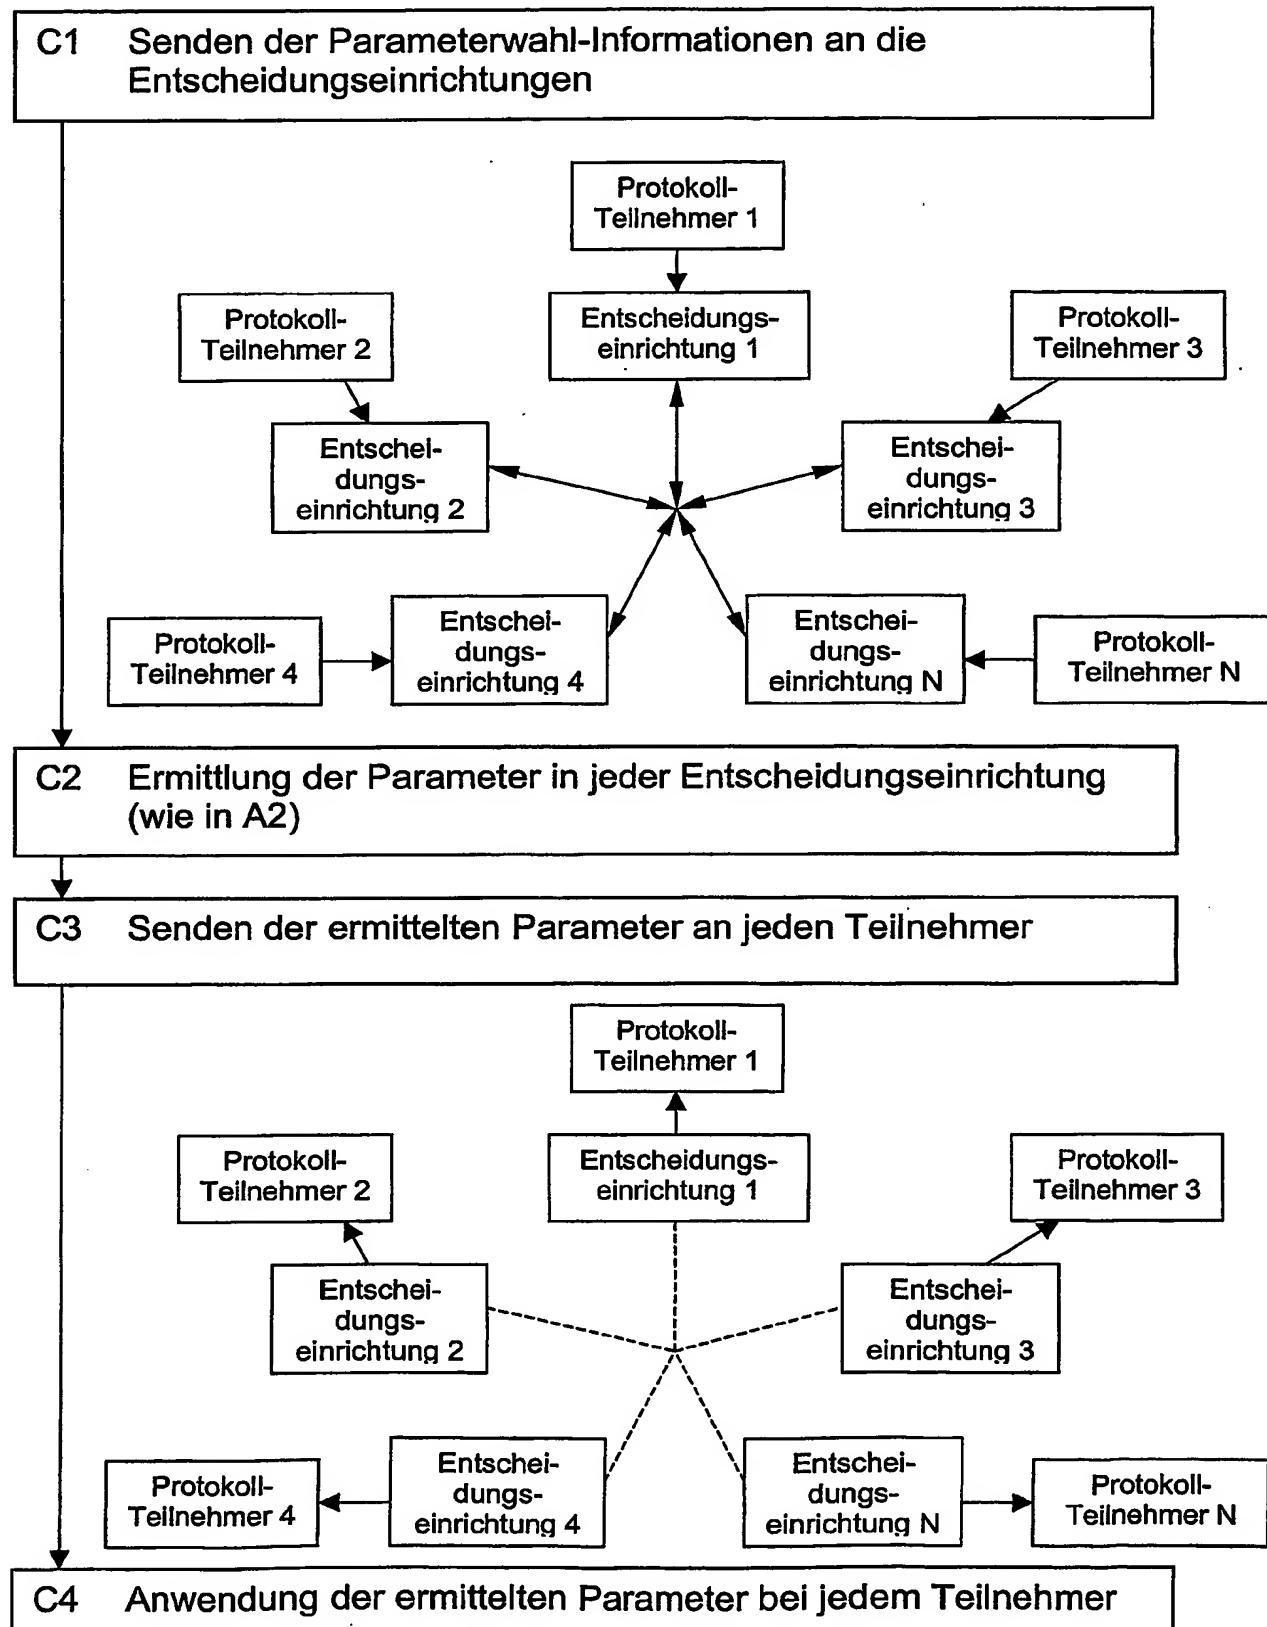 C1 Senden der Parameterwahl-Informationen an die
Entscheidungseinrichtungen
Protokoll-
Teilnehmer 1
Protokoll-
Teilnehmer 2
Entscheidungs-
einrichtung 1
Protokoll-
Teilnehmer 3
Entschei-
dungs-
einrichtung 2
Entschei-
dungs-
einrichtung 3
Protokoll-
Teilnehmer 4
Entschei-
dungs-
einrichtung 4
Entschei-
dungs-
einrichtung N
Protokoll-
Teilnehmer N
C2 Ermittlung der Parameter in jeder Entscheidungseinrichtung
(wie in A2)
C3 Senden der ermittelten Parameter an jeden Teilnehmer
Protokoll-
Teilnehmer 1
Protokoll-
Teilnehmer 2
Entscheidungs-
einrichtung 1
Protokoll-
Teilnehmer 3
Entschei-
dungs-
einrichtung 2
Entschei-
dungs-
einrichtung 3
Protokoll-
Teilnehmer 4
Entschei-
dungs-
einrichtung 4
Entschei-
dungs-
einrichtung N
Protokoll-
Teilnehmer N
C4 Anwendung der ermittelten Parameter bei jedem Teilnehmer